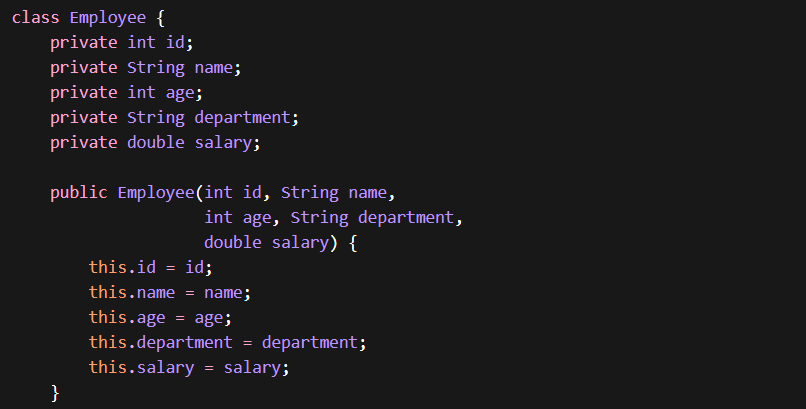 class Employee {
    private int id;
    private String name;
    private int age;
    private String department;
    private double salary;

    public Employee(int id, String name,
                    int age, String department,
                    double salary) {
        this.id = id;
        this.name = name;
        this.age = age;
        this.department = department;
        this.salary = salary;
    }